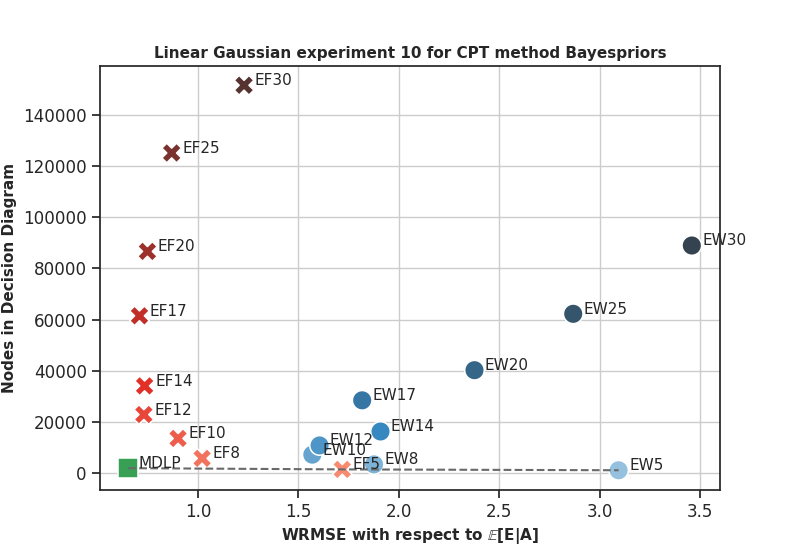 Linear Gaussian experiment 10 for CPT method Bayespriors
Nodes in Decision Diagram
140000
120000
100000
80000
60000
40000
20000
0
EF30
EF25
EF20
EW30
EF17
EW25
EF14
EW20
EF12
EW17
EF10
EW14
EW12
EW10
EF8
EW8
MDLP
EF5
EW5
1.0
1.5
2.0
2.5
3.0
3.5
WRMSE with respect to 𝔼[E|A]